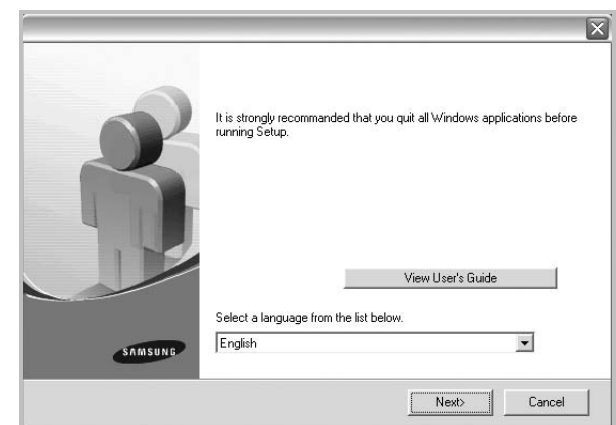 It is strongly recommanded that you quit all Windows applications before
running Setup.
View User's Guide
Select a language from the list below.
English
SAMSUNG
Next>
Cancel